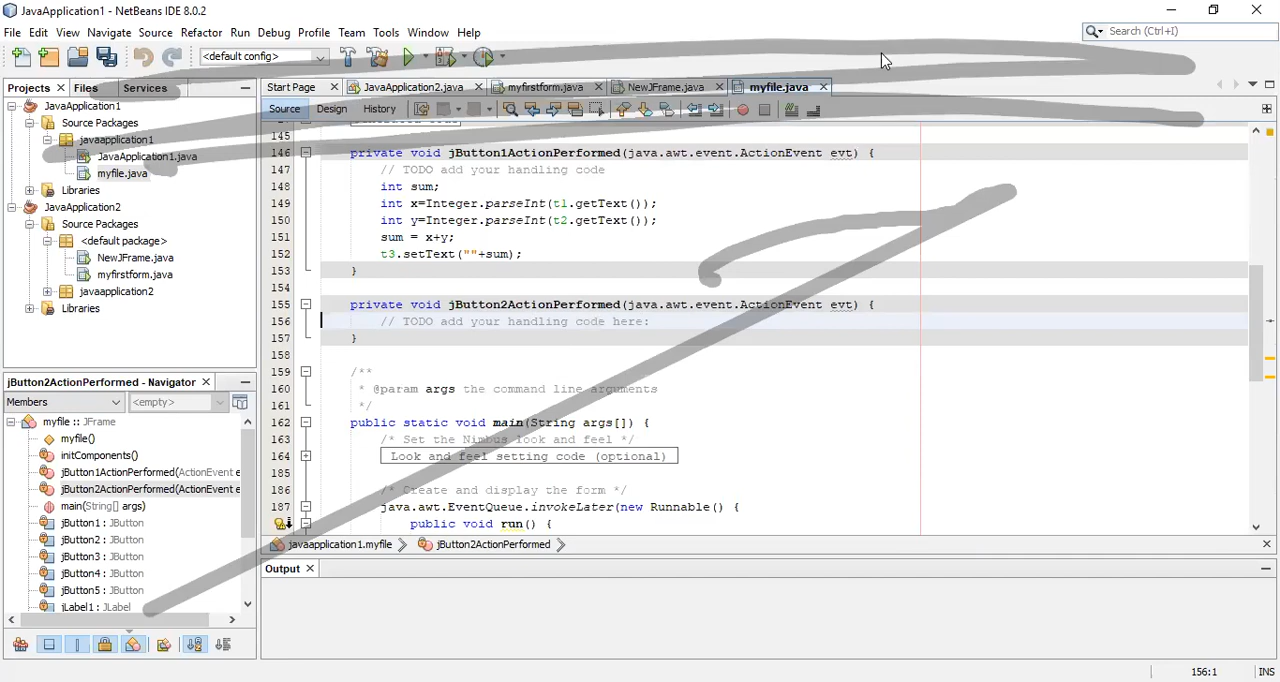 JavaApplication1 - NetBeans IDE 8.0.2
File Edit View Navigate Source Refactor Run Debug Profile Team Tools Window Help
Search (Ctrl+I)
<default config>
Projects Files Services
Start Page JavaApplication2.java myfirstform.java NewJFrame.java myfile.java
Source Design History
JavaApplication1
Source Packages
javaapplication1
JavaApplication1.java
myfile.java
Libraries
JavaApplication2
Source Packages
<default package>
NewJFrame.java
myfirstform.java
javaapplication2
Libraries
145
146 private void jButton1ActionPerformed(java.awt.event.ActionEvent evt) {
147 // TODO add your handling code
148 int sum;
149 int x=Integer.parseInt(t1.getText());
150 int y=Integer.parseInt(t2.getText());
151 sum = x+y;
152 t3.setText(""+sum);
153 }
154
155 private void jButton2ActionPerformed(java.awt.event.ActionEvent evt) {
156 // TODO add your handling code here:
157 }
158
159 /**
160 * @param args the command line arguments
161 */
162 public static void main(String args[]) {
163 /* Set the Nimbus look and feel */
164 Look and feel setting code (optional)
185
186 /* Create and display the form */
187 java.awt.EventQueue.invokeLater(new Runnable() {
public void run() {
jButton2ActionPerformed - Navigator
Members <empty>
myfile :: JFrame
myfile()
initComponents()
jButton1ActionPerformed(ActionEvent e
jButton2ActionPerformed(ActionEvent e
main(String[] args)
jButton1 : JButton
jButton2 : JButton
jButton3 : JButton
jButton4 : JButton
jButton5 : JButton
jLabel1 : JLabel
javaapplication1.myfile jButton2ActionPerformed
Output
156:1 INS